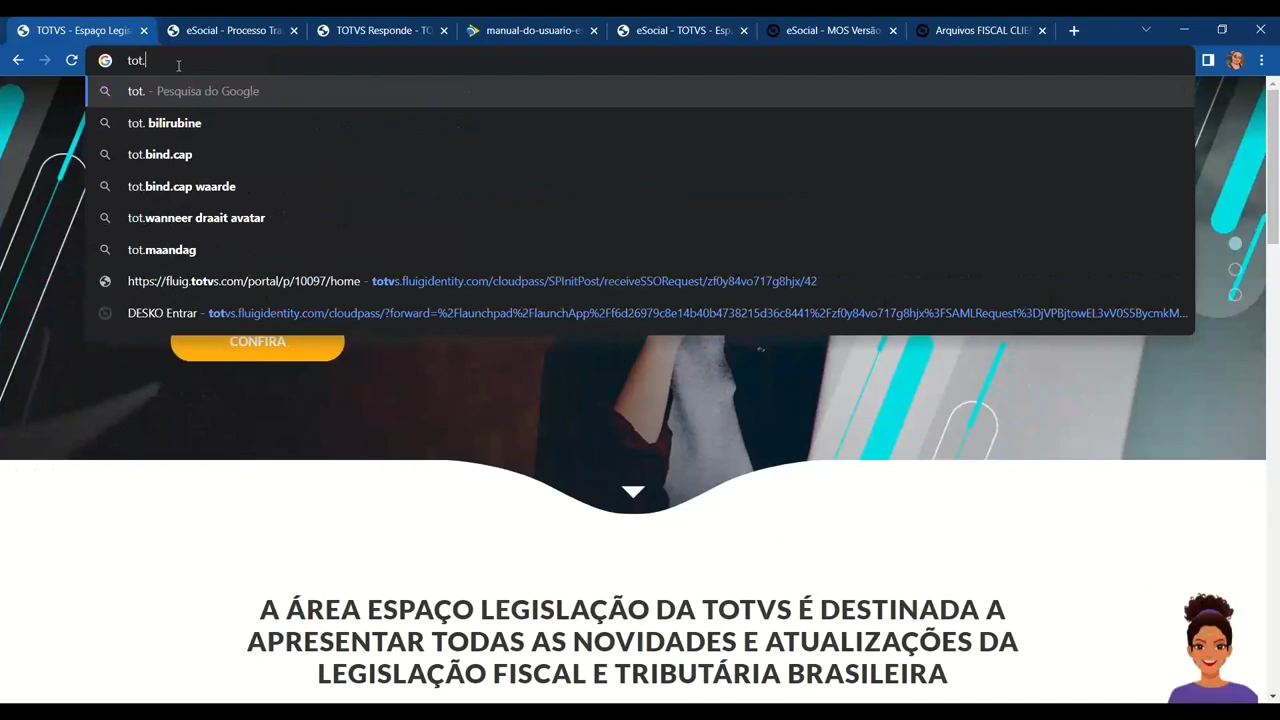 TOTVS - Espaço Legis
eSocial - Processo Tra
TOTVS Responde - TO
manual-do-usuario-e
eSocial - TOTVS - Esp
eSocial - MOS Versão
Arquivos FISCAL CLIE
tot.
tot. - Pesquisa do Google
tot. bilirubine
tot.bind.cap
tot.bind.cap waarde
tot.wanneer draait avatar
tot.maandag
https://fluig.totvs.com/portal/p/10097/home - totvs.fluigidentity.com/cloudpass/SPInitPost/receiveSSORequest/zf0y84vo717g8hjx/42
DESKO Entrar - totvs.fluigidentity.com/cloudpass/?forward=%2Flaunchpad%2FlaunchApp%2Ff6d26979c8e14b40b4738215d36c8441%2Fzf0y84vo717g8hjx%3FSAMLRequest%3DjVPBjtowEL3vV0S5BycmkM...
CONFIRA
A ÁREA ESPAÇO LEGISLAÇÃO DA TOTVS É DESTINADA A
APRESENTAR TODAS AS NOVIDADES E ATUALIZAÇÕES DA
LEGISLAÇÃO FISCAL E TRIBUTÁRIA BRASILEIRA